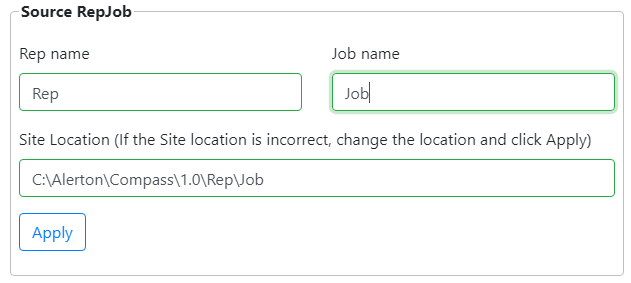 Source RepJob
Rep name
Job name
Rep
Job
Site Location (If the Site location is incorrect, change the location and click Apply)
C:\Alerton\Compass\1.0\Rep\Job
Apply